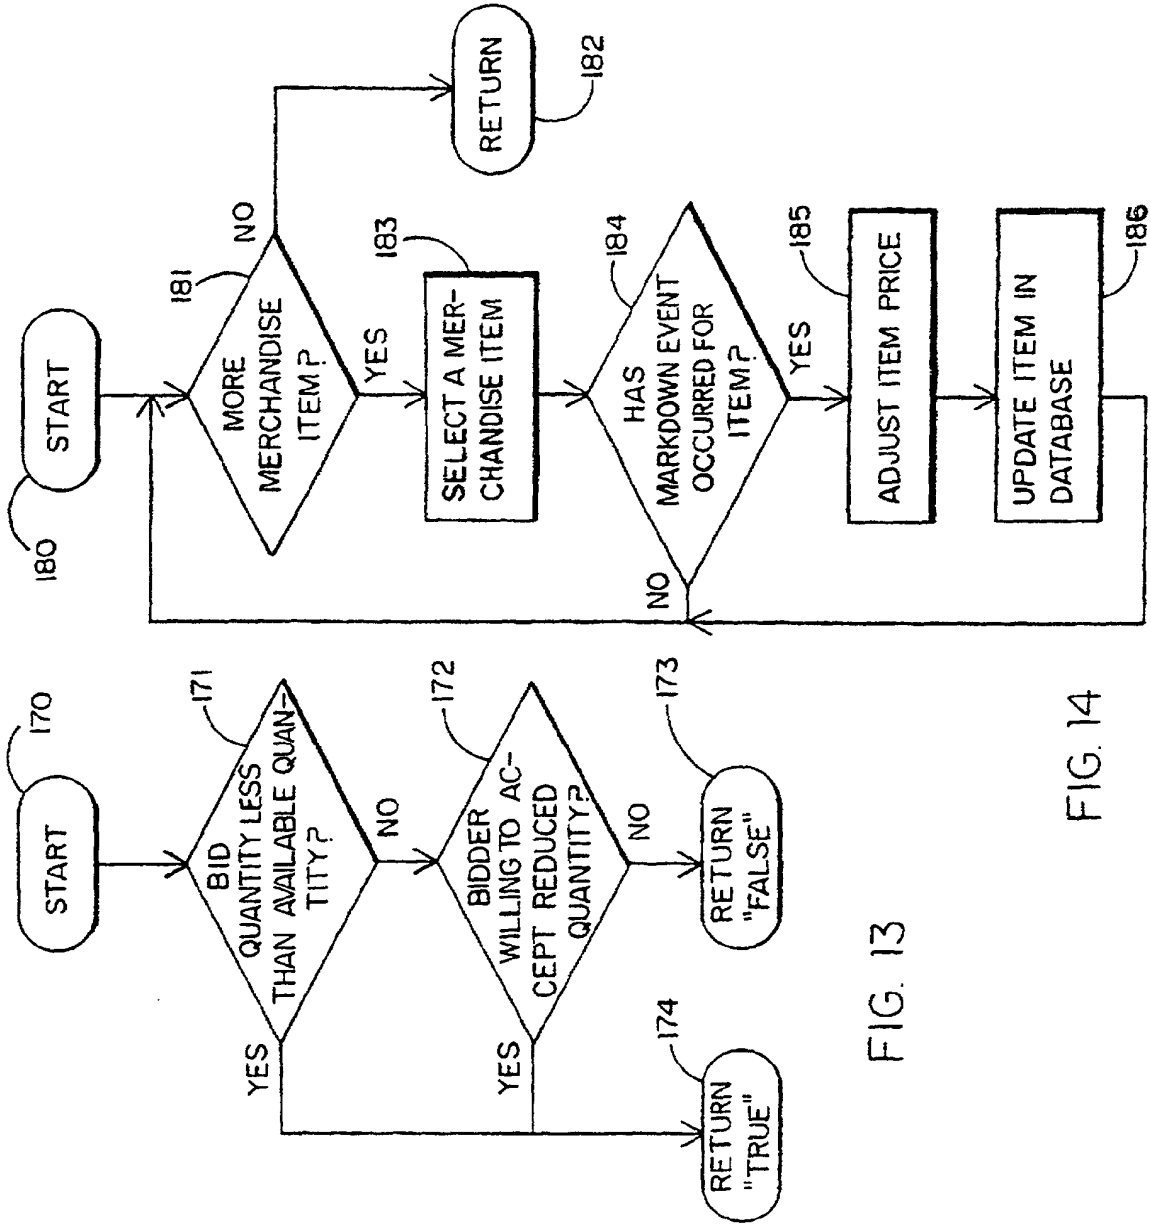 170
START
171
BID
QUANTITY LESS
THAN AVAILABLE QUAN-
TITY?
YES
NO
172
BIDDER
WILLING TO AC-
CEPT REDUCED
QUANTITY?
YES
NO
174
RETURN
"TRUE"
173
RETURN
"FALSE"
FIG. 13
180
START
181
MORE
MERCHANDISE
ITEM?
NO
YES
RETURN
182
183
SELECT A MER-
CHANDISE ITEM
184
HAS
MARKDOWN EVENT
OCCURRED FOR
ITEM?
NO
YES
185
ADJUST ITEM PRICE
UPDATE ITEM IN
DATABASE
186
FIG. 14